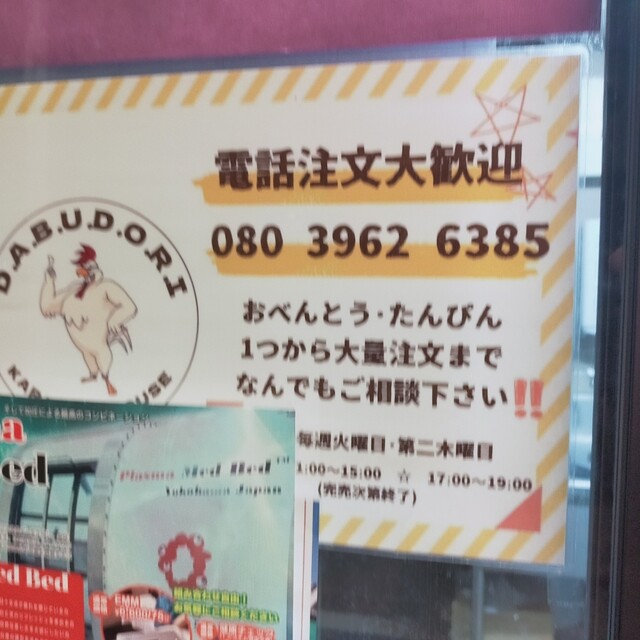 電話注文大歓迎
080 3962 6385
おべんとう・たんぴん
1つから大量注文まで
なんでもご相談下さい!!
毎週火曜日・第二木曜日
1:00〜15:00 ☆ 17:00〜19:00
(完売次第終了)
D.A.B.U.D.O.R.I
Plasma Med Bed
Yokohama Japan
ed Bed